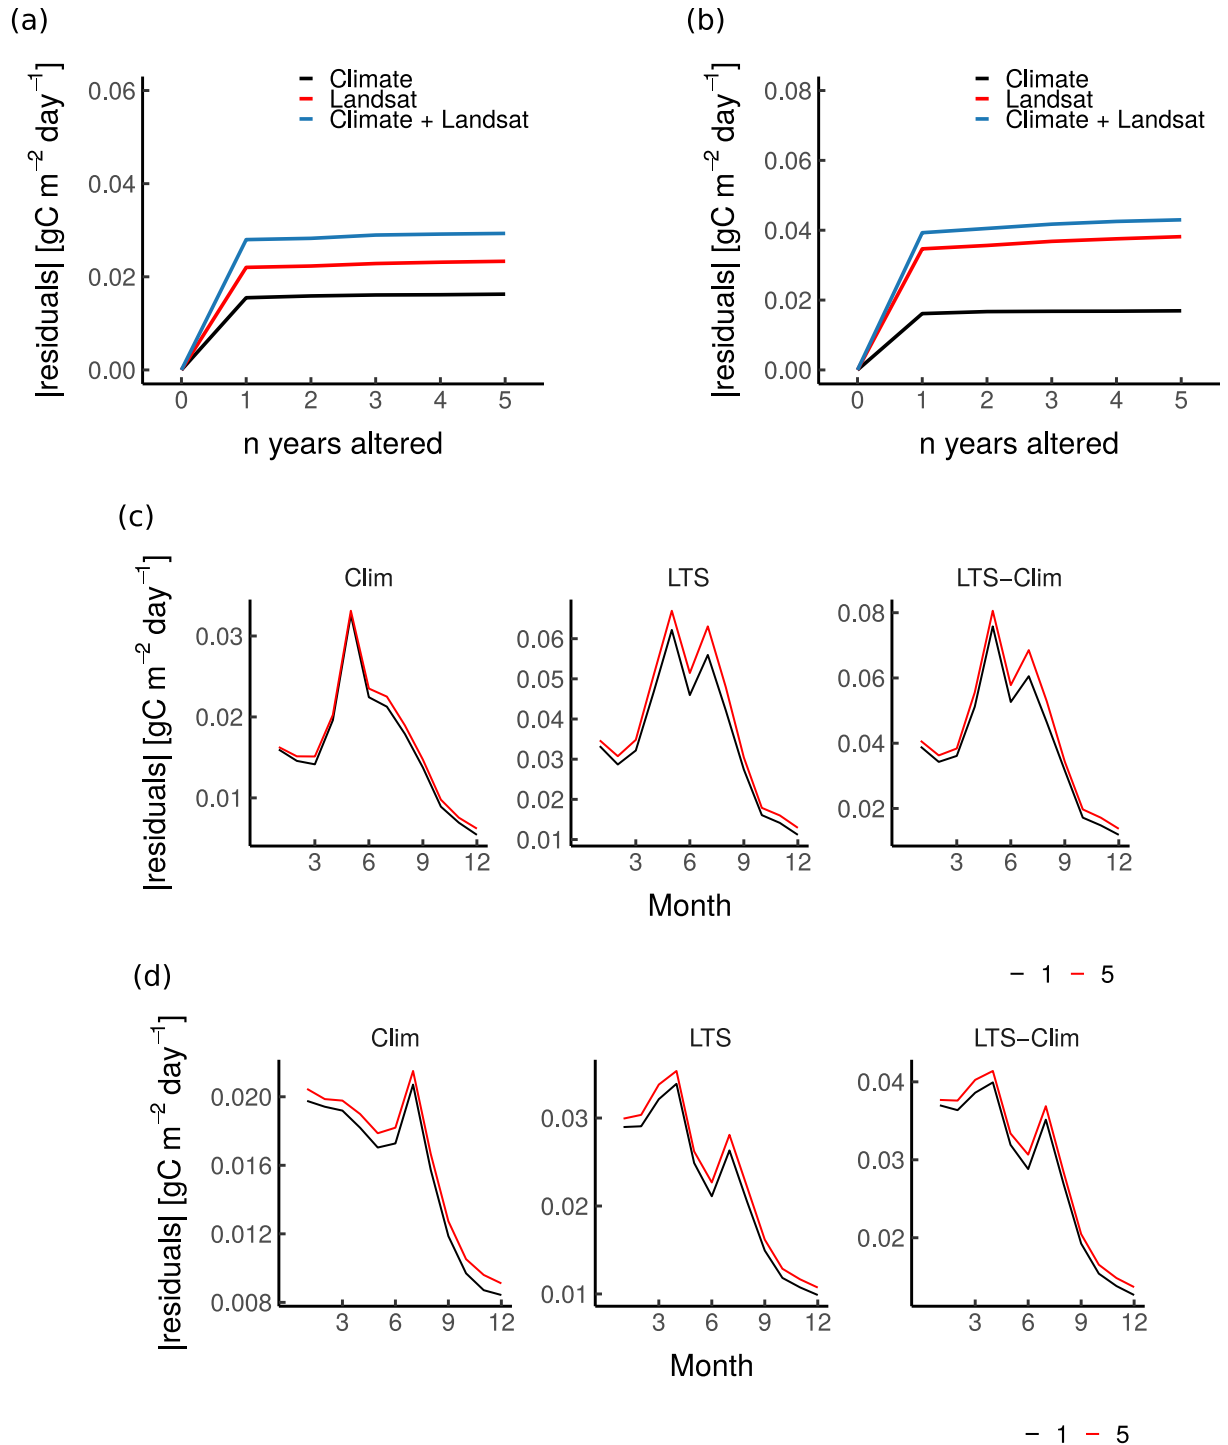 (a)
|residuals| [gC m−2 day−1]
0.06
0.04
0.02
0.00
Climate
Landsat
Climate + Landsat
0 1 2 3 4 5
n years altered
(b)
|residuals| [gC m−2 day−1]
0.08
0.06
0.04
0.02
0.00
Climate
Landsat
Climate + Landsat
0 1 2 3 4 5
n years altered
(c)
|residuals| [gC m−2 day−1]
Clim
0.03
0.02
0.01
3 6 9 12
LTS
0.06
0.05
0.04
0.03
0.02
0.01
3 6 9 12
LTS−Clim
0.08
0.06
0.04
0.02
3 6 9 12
Month
1 5
(d)
|residuals| [gC m−2 day−1]
Clim
0.020
0.016
0.012
0.008
3 6 9 12
LTS
0.03
0.02
0.01
3 6 9 12
LTS−Clim
0.04
0.03
0.02
3 6 9 12
Month
1 5